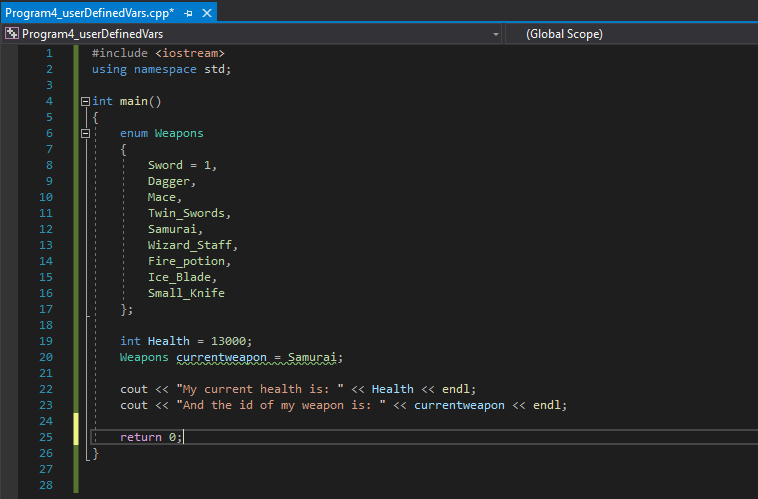 Program4_userDefinedVars.cpp*
Program4_userDefinedVars (Global Scope)
1 #include <iostream>
2 using namespace std;
3
4 int main()
5 {
6 enum Weapons
7 {
8 Sword = 1,
9 Dagger,
10 Mace,
11 Twin_Swords,
12 Samurai,
13 Wizard_Staff,
14 Fire_potion,
15 Ice_Blade,
16 Small_Knife
17 };
18
19 int Health = 13000;
20 Weapons currentweapon = Samurai;
21
22 cout << "My current health is: " << Health << endl;
23 cout << "And the id of my weapon is: " << currentweapon << endl;
24
25 return 0;
26 }
27
28